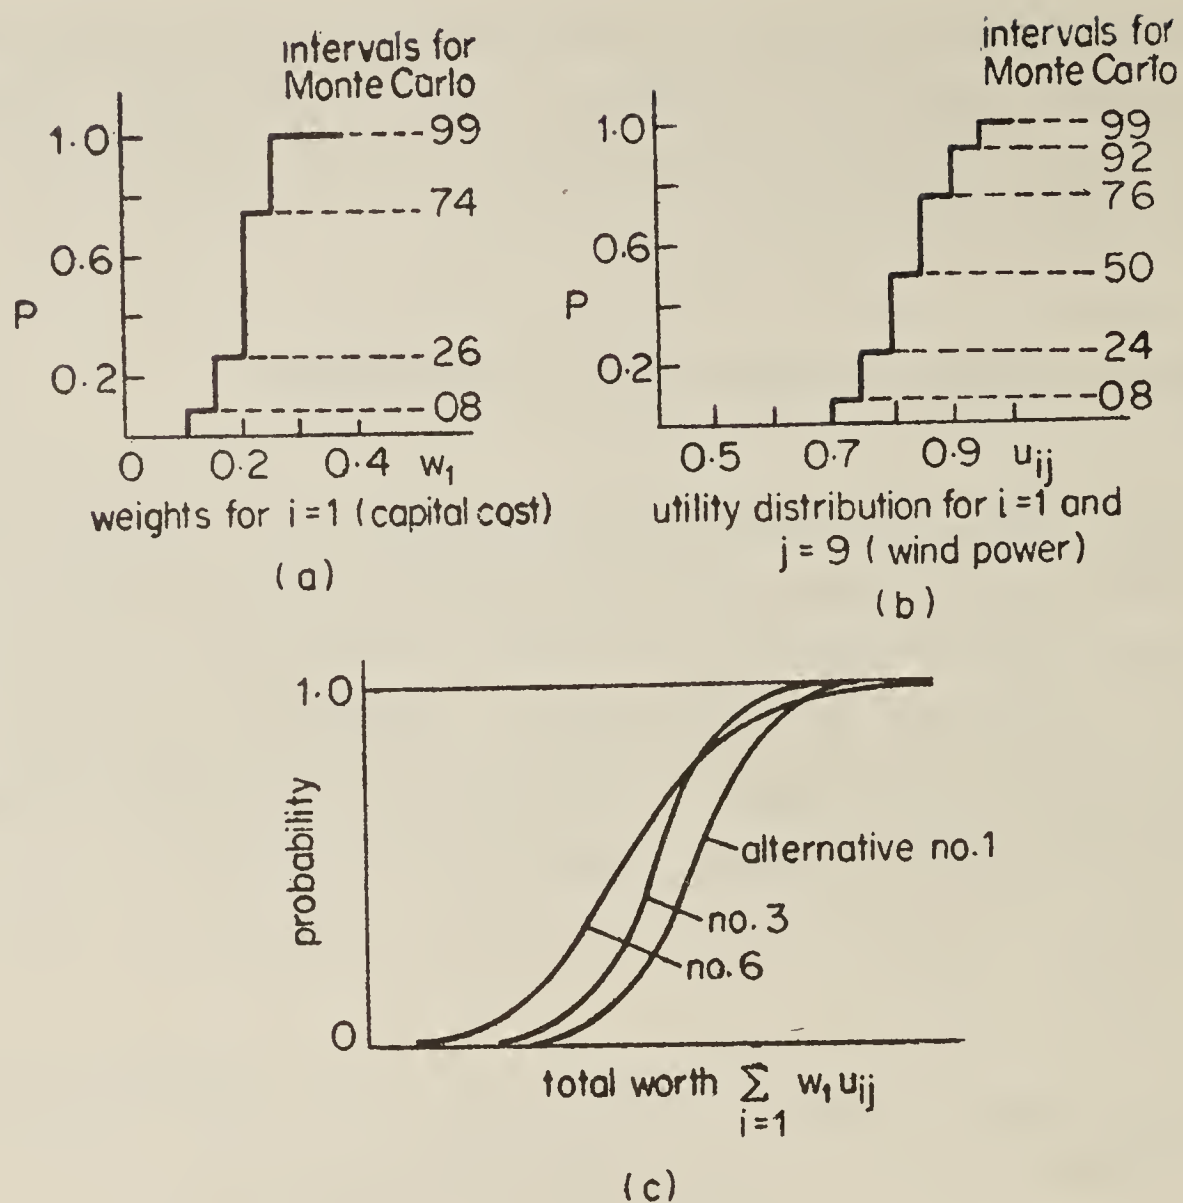 intervals for
Monte Carlo
1.0
99
74
0.6
P
26
0.2
08
0 0.2 0.4 w₁
weights for i=1 (capital cost)
(a)
intervals for
Monte Carlo
1.0
99
92
76
0.6
50
P
24
0.2
08
0.5 0.7 0.9 uᵢⱼ
utility distribution for i=1 and
j=9 (wind power)
(b)
1.0
probability
alternative no.1
no.3
no.6
0
total worth Σ w₁ uᵢⱼ
i=1
(c)